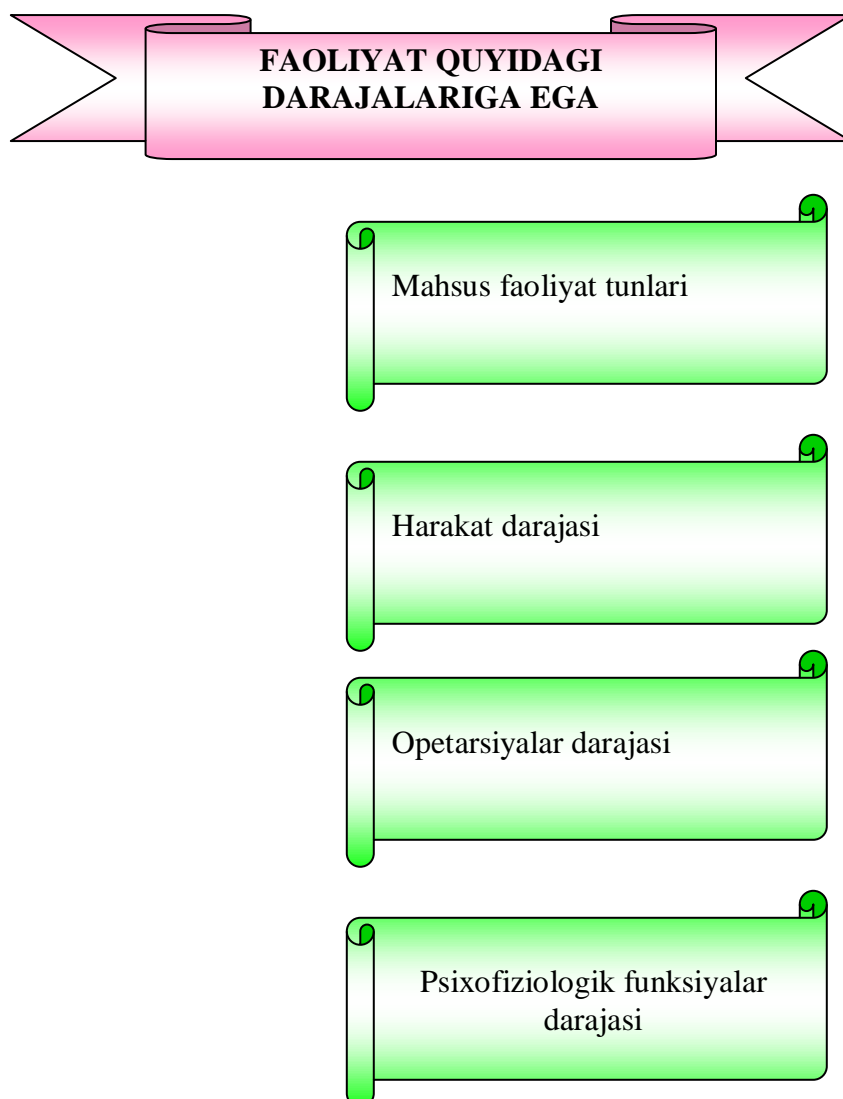 FAOLIYAT QUYIDAGI
DARAJALARIGA EGA
Mahsus faoliyat tunlari
Harakat darajasi
Opetarsiyalar darajasi
Psixofiziologik funksiyalar
darajasi